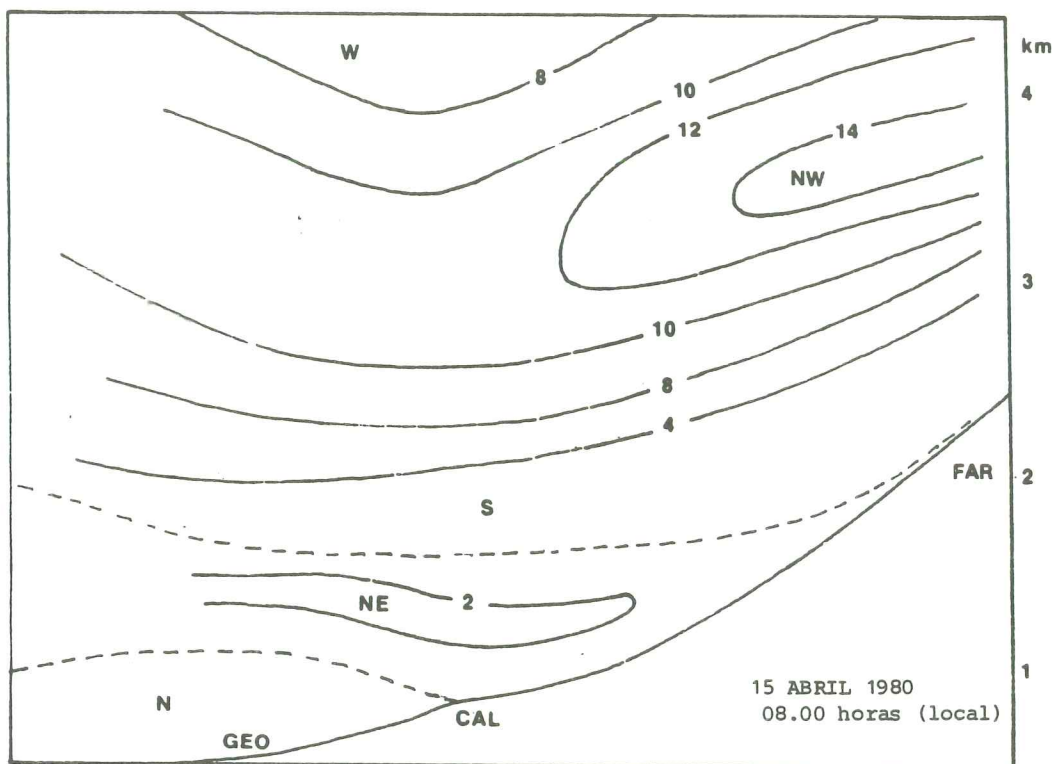 W
km
8
10
4
12
14
NW
3
10
8
4
FAR
2
S
NE
2
1
N
15 ABRIL 1980
CAL
08.00 horas (local)
GEO